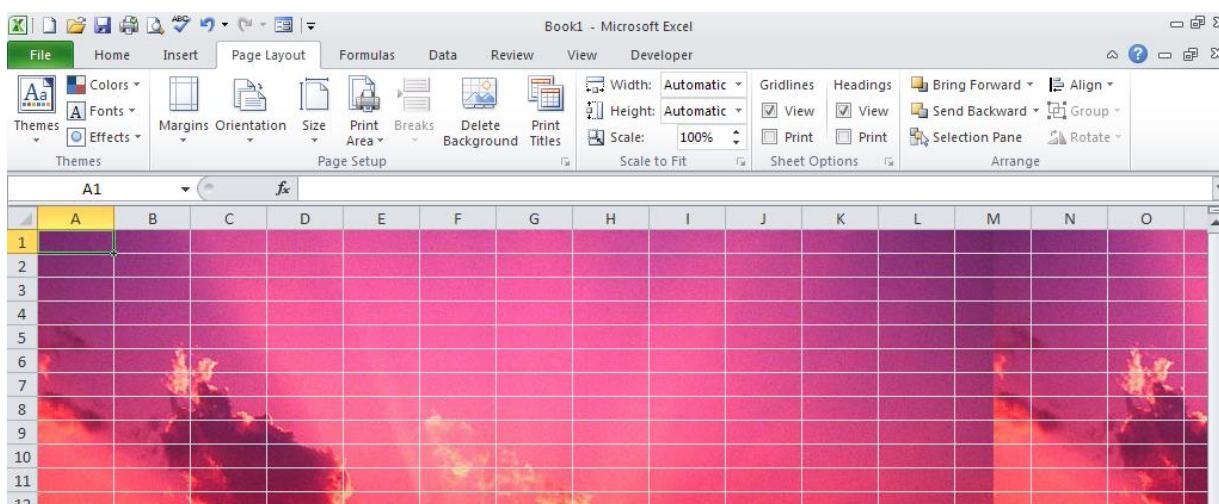 Book1 - Microsoft Excel
File Home Insert Page Layout Formulas Data Review View Developer
Themes
Colors
Fonts
Effects
Themes
Margins
Orientation
Size
Print Area
Breaks
Delete Background
Print Titles
Page Setup
Width: Automatic
Height: Automatic
Scale: 100%
Scale to Fit
Gridlines
View
Print
Headings
View
Print
Sheet Options
Bring Forward
Send Backward
Selection Pane
Align
Group
Rotate
Arrange
A1 fx
A B C D E F G H I J K L M N O
1
2
3
4
5
6
7
8
9
10
11
12